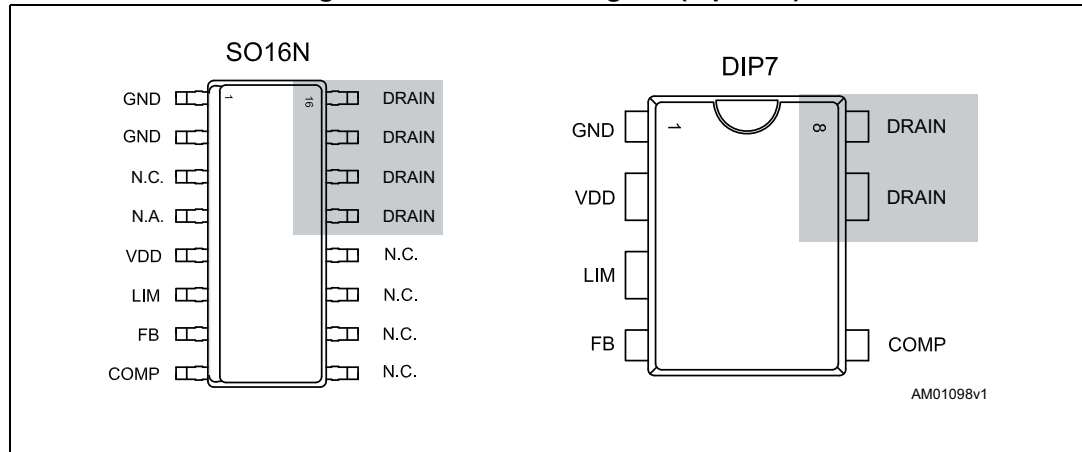 SO16N
GND 1 16 DRAIN
GND DRAIN
N.C. DRAIN
N.A. DRAIN
VDD N.C.
LIM N.C.
FB N.C.
COMP N.C.
DIP7
GND 1 8 DRAIN
VDD DRAIN
LIM
FB COMP
AM01098v1